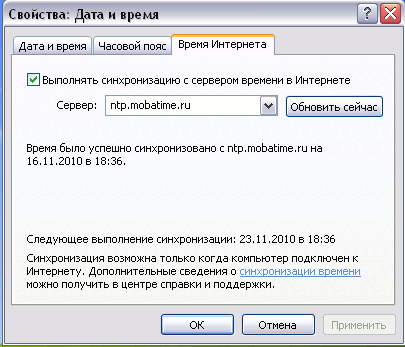 Свойства: Дата и время
Дата и время Часовой пояс Время Интернета
Выполнять синхронизацию с сервером времени в Интернете
Сервер: ntp.mobatime.ru Обновить сейчас
Время было успешно синхронизовано с ntp.mobatime.ru на
16.11.2010 в 18:36.
Следующее выполнение синхронизации: 23.11.2010 в 18:36
Синхронизация возможна только когда компьютер подключен к
Интернету. Дополнительные сведения о синхронизации времени
можно получить в центре справки и поддержки.
ОК Отмена Применить